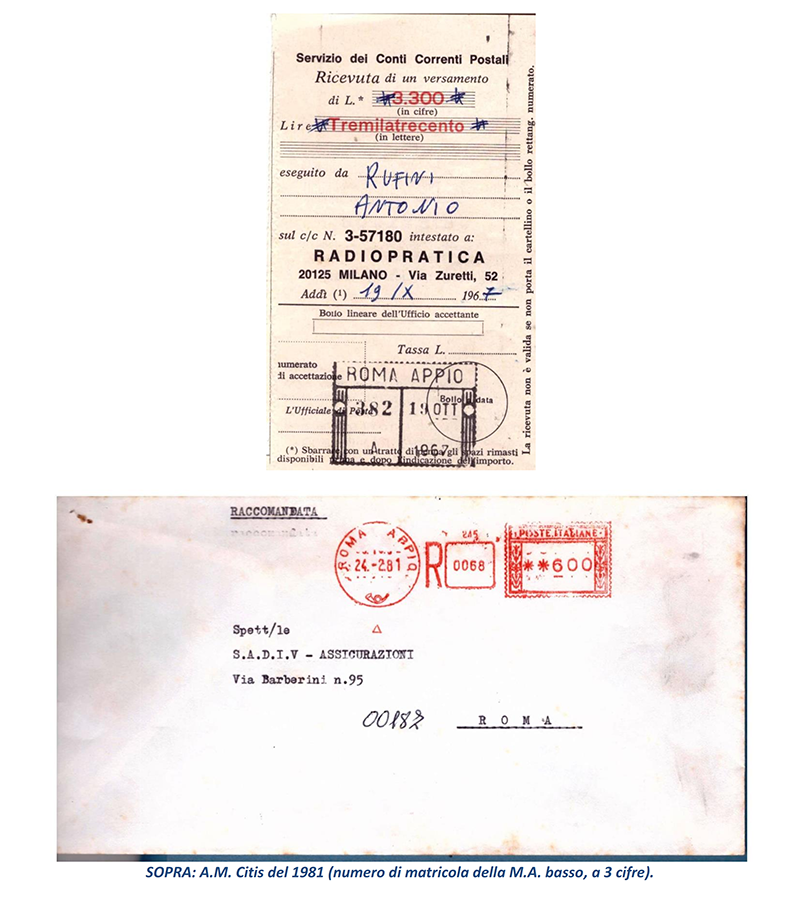 Servizio dei Conti Correnti Postali
Ricevuta di un versamento
di L.* 3.300
(in cifre)
Lire Tremilatrecento
(in lettere)
eseguito da RUFINI
ANTONIO
sul c/c N. 3-57180 intestato a:
RADIOPRATICA
20125 MILANO - Via Zuretti, 52
Addì (¹) 19/X 1967
Bollo lineare dell'Ufficio accettante
Tassa L.
numerato
di accettazione
ROMA APPIO
382 19 OTT
Bollo a data
L'Ufficiale di Posta
A 1967
(*) Sbarrare con un tratto di penna gli spazi rimasti
disponibili prima e dopo l'indicazione dell'importo.
La ricevuta non è valida se non porta il cartellino o il bollo rettang. numerato.
RACCOMANDATA
ROMA APPIO
24.-2.81
R 0068
POSTE ITALIANE
**600
Spett/le
S.A.D.I.V - ASSICURAZIONI
Via Barberini n.95
00187 ROMA
SOPRA: A.M. Citis del 1981 (numero di matricola della M.A. basso, a 3 cifre).